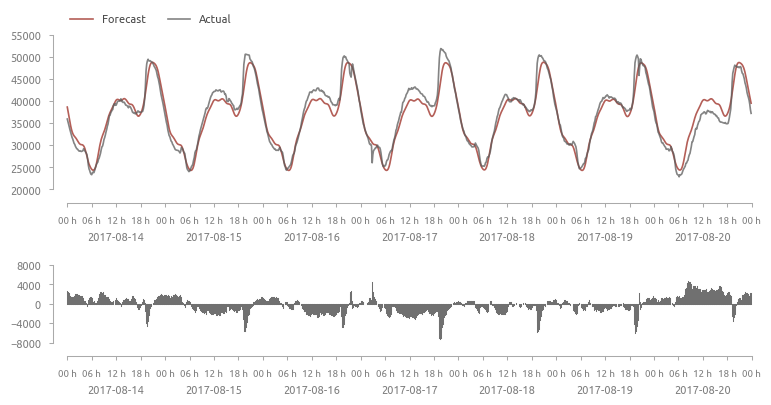 Forecast Actual
55000
50000
45000
40000
35000
30000
25000
20000
00 h 06 h 12 h 18 h 00 h 06 h 12 h 18 h 00 h 06 h 12 h 18 h 00 h 06 h 12 h 18 h 00 h 06 h 12 h 18 h 00 h 06 h 12 h 18 h 00 h 06 h 12 h 18 h 00 h
2017-08-14 2017-08-15 2017-08-16 2017-08-17 2017-08-18 2017-08-19 2017-08-20
8000
4000
0
−4000
−8000
00 h 06 h 12 h 18 h 00 h 06 h 12 h 18 h 00 h 06 h 12 h 18 h 00 h 06 h 12 h 18 h 00 h 06 h 12 h 18 h 00 h 06 h 12 h 18 h 00 h 06 h 12 h 18 h 00 h
2017-08-14 2017-08-15 2017-08-16 2017-08-17 2017-08-18 2017-08-19 2017-08-20